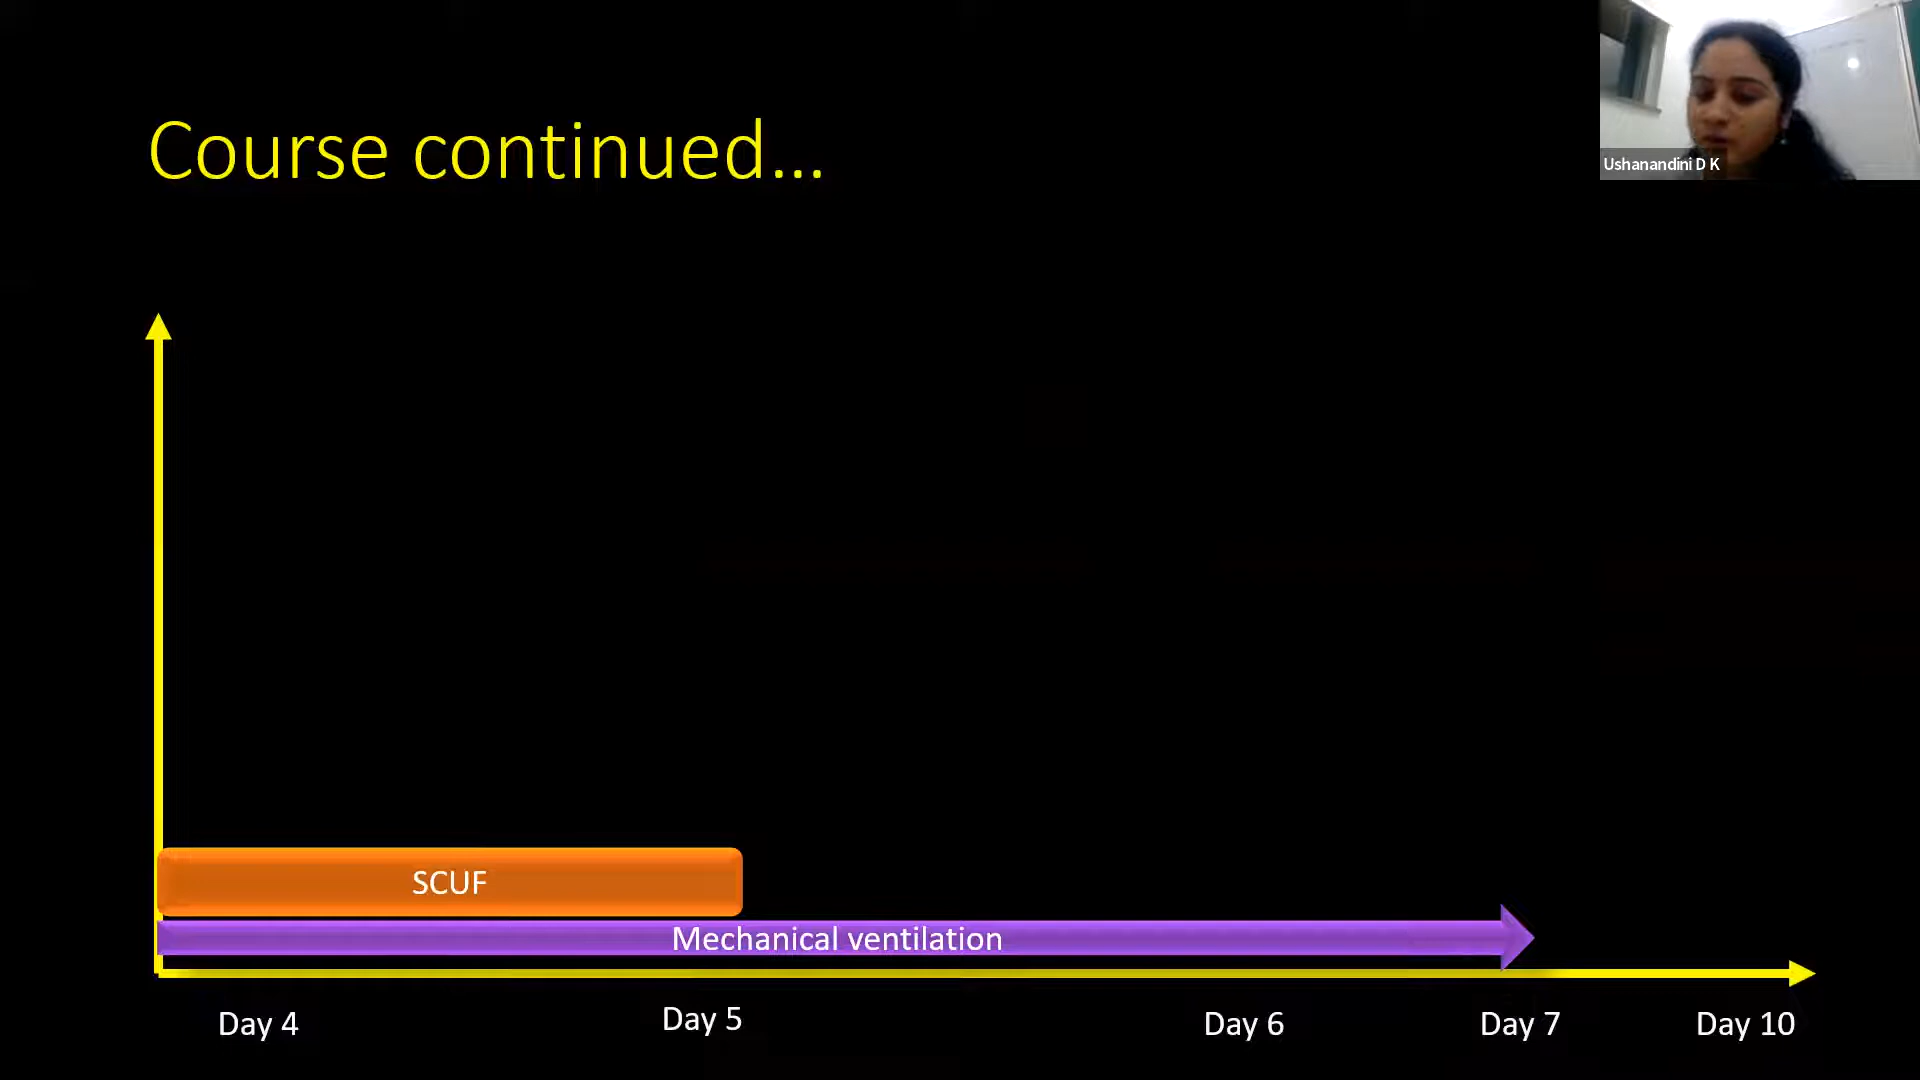 Course continued...
Ushanandini D K
SCUF
Mechanical ventilation
Day 4
Day 5
Day 6
Day 7
Day 10